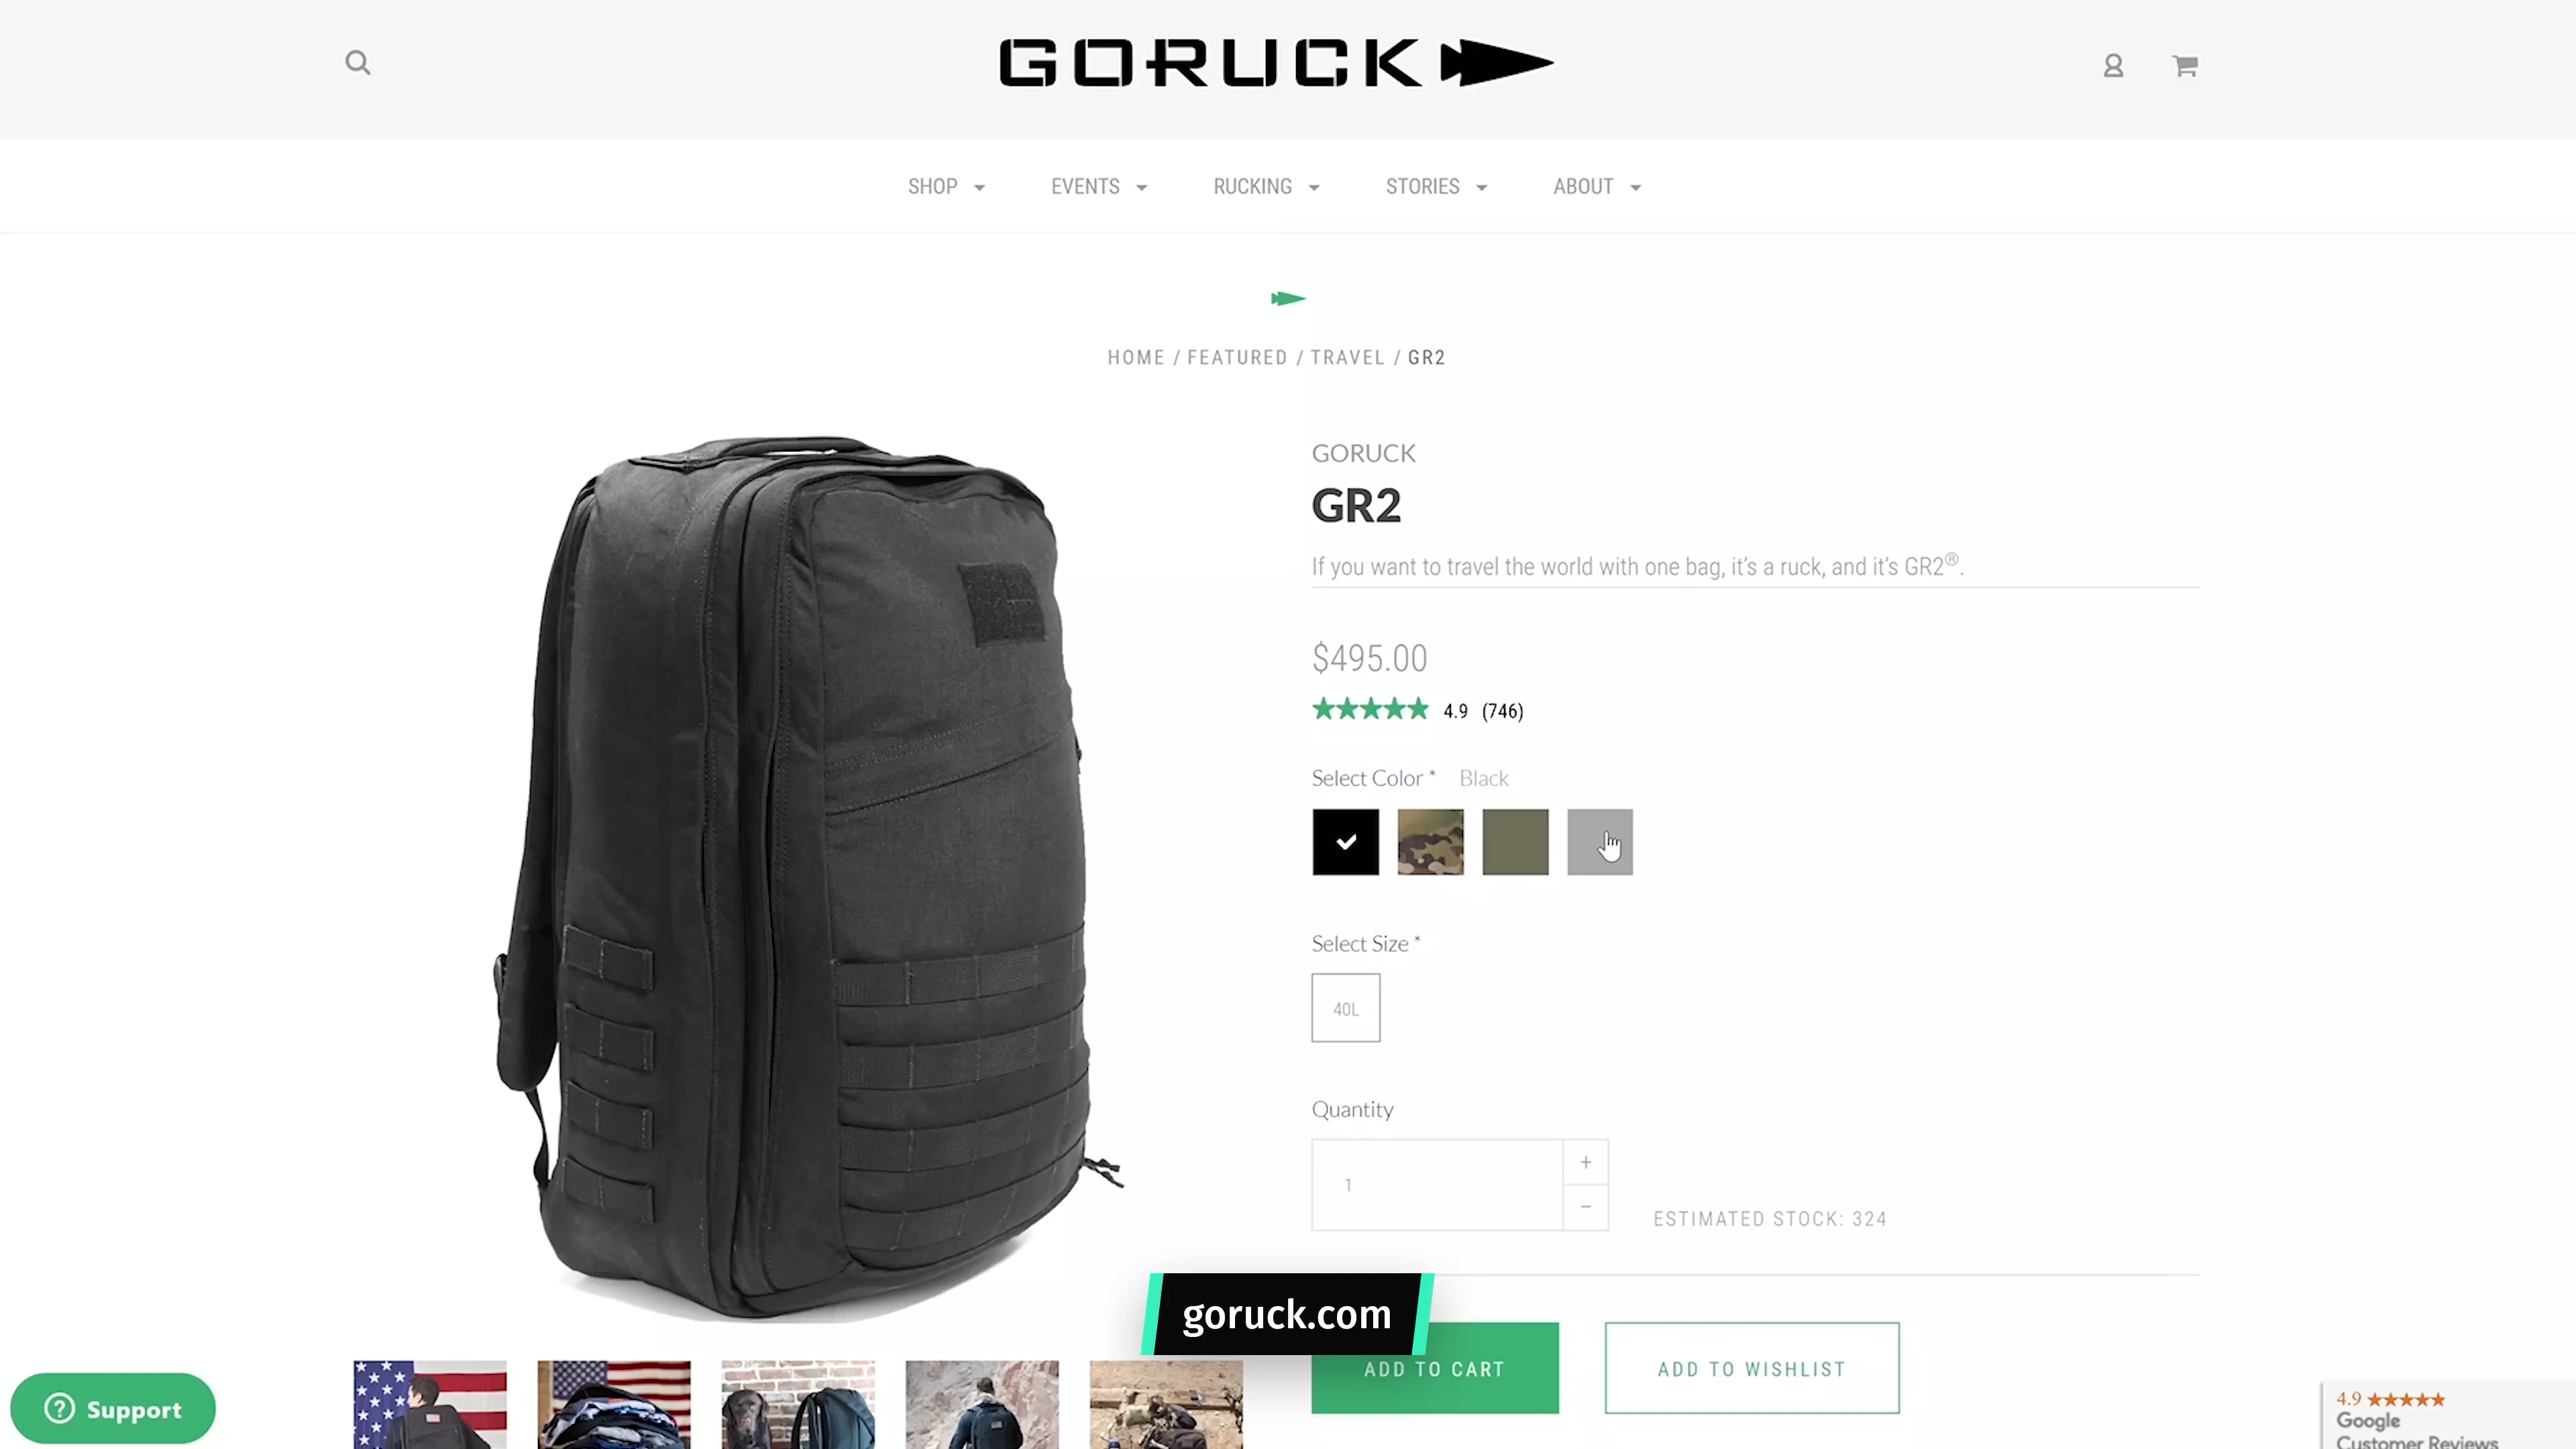 GORUCK
SHOP
EVENTS
RUCKING
STORIES
ABOUT
HOME / FEATURED / TRAVEL / GR2
GORUCK
GR2
If you want to travel the world with one bag, it's a ruck, and it's GR2®.
$495.00
4.9 (746)
Select Color * Black
Select Size *
40L
Quantity
1
+
−
ESTIMATED STOCK: 324
goruck.com
ADD TO CART
ADD TO WISHLIST
? Support
4.9
Google
Customer Reviews